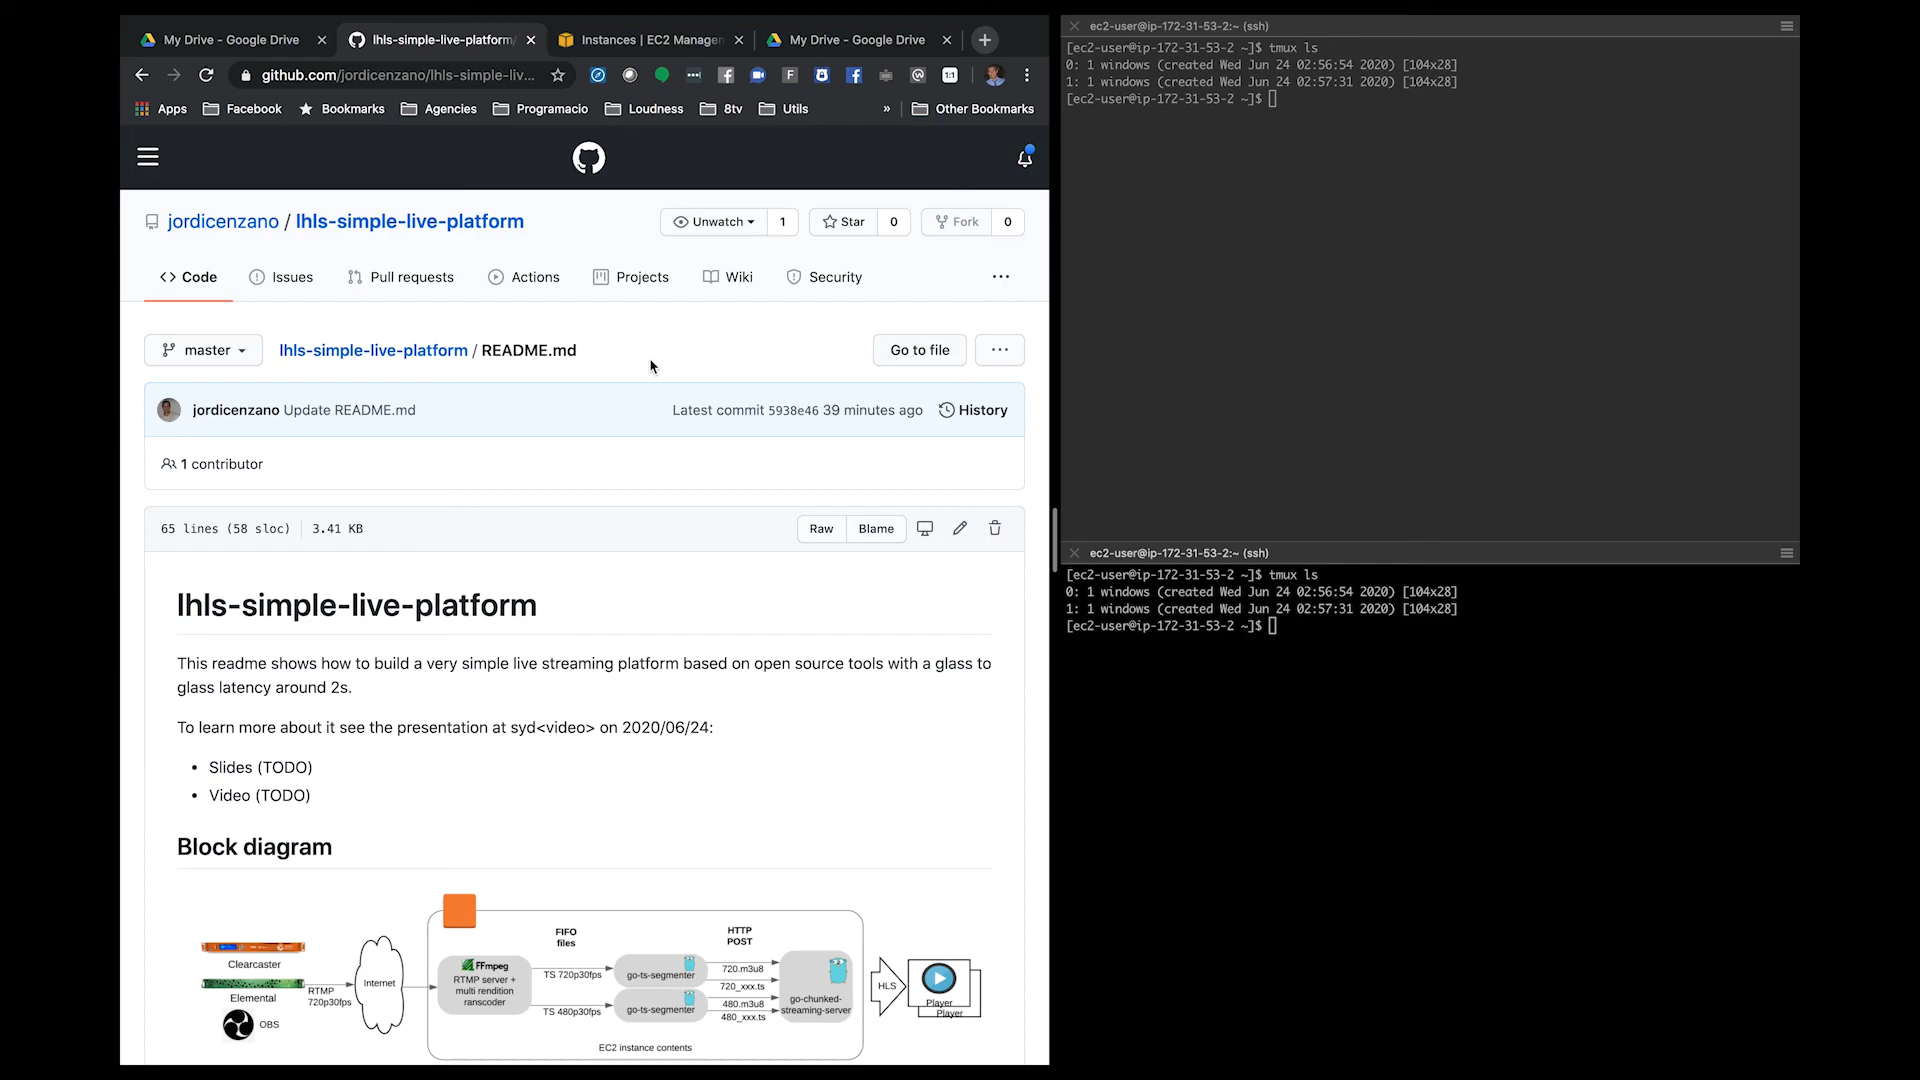 My Drive - Google Drive
lhls-simple-live-platform/
Instances | EC2 Manager
My Drive - Google Drive
github.com/jordicenzano/lhls-simple-liv...
1:1
Apps
Facebook
Bookmarks
Agencies
Programacio
Loudness
8tv
Utils
»
Other Bookmarks
jordicenzano / lhls-simple-live-platform
Unwatch 1
Star 0
Fork 0
Code
Issues
Pull requests
Actions
Projects
Wiki
Security
...
master
lhls-simple-live-platform / README.md
Go to file
...
jordicenzano Update README.md
Latest commit 5938e46 39 minutes ago
History
1 contributor
65 lines (58 sloc)
3.41 KB
Raw
Blame
lhls-simple-live-platform
This readme shows how to build a very simple live streaming platform based on open source tools with a glass to
glass latency around 2s.
To learn more about it see the presentation at syd<video> on 2020/06/24:
• Slides (TODO)
• Video (TODO)
Block diagram
Clearcaster
Elemental
OBS
RTMP
720p30fps
Internet
FFmpeg
RTMP server +
multi rendition
ranscoder
FIFO
files
TS 720p30fps
TS 480p30fps
go-ts-segmenter
go-ts-segmenter
HTTP
POST
720.m3u8
720_xxx.ts
480.m3u8
480_xxx.ts
go-chunked-
streaming-server
EC2 instance contents
HLS
Player
Player
ec2-user@ip-172-31-53-2:~ (ssh)
[ec2-user@ip-172-31-53-2 ~]$ tmux ls
0: 1 windows (created Wed Jun 24 02:56:54 2020) [104x28]
1: 1 windows (created Wed Jun 24 02:57:31 2020) [104x28]
[ec2-user@ip-172-31-53-2 ~]$
ec2-user@ip-172-31-53-2:~ (ssh)
[ec2-user@ip-172-31-53-2 ~]$ tmux ls
0: 1 windows (created Wed Jun 24 02:56:54 2020) [104x28]
1: 1 windows (created Wed Jun 24 02:57:31 2020) [104x28]
[ec2-user@ip-172-31-53-2 ~]$